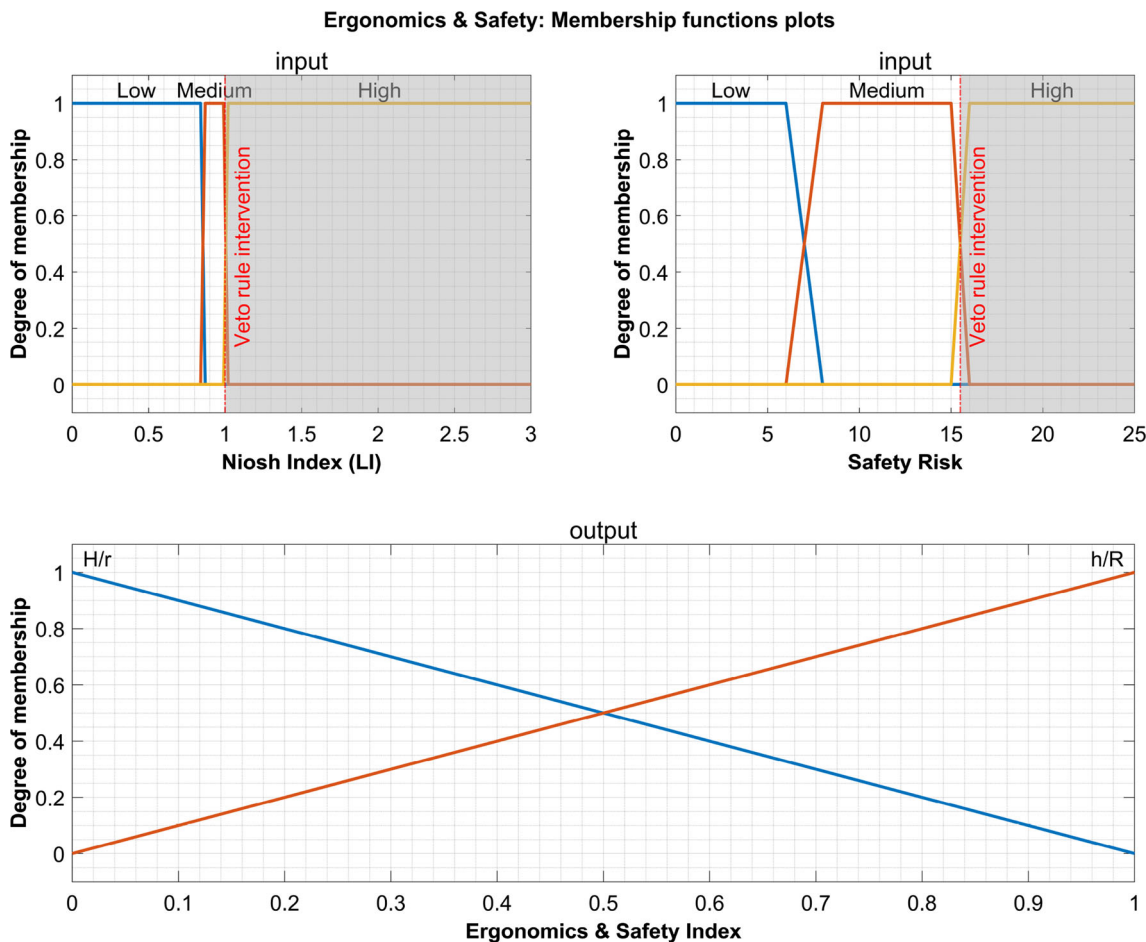 Ergonomics & Safety: Membership functions plots
input
Low Medium High
1
0.8
0.6
0.4
0.2
0
Degree of membership
Veto rule intervention
0 0.5 1 1.5 2 2.5 3
Niosh Index (LI)
input
Low Medium High
1
0.8
0.6
0.4
0.2
0
Degree of membership
Veto rule intervention
0 5 10 15 20 25
Safety Risk
output
H/r h/R
1
0.8
0.6
0.4
0.2
0
Degree of membership
0 0.1 0.2 0.3 0.4 0.5 0.6 0.7 0.8 0.9 1
Ergonomics & Safety Index